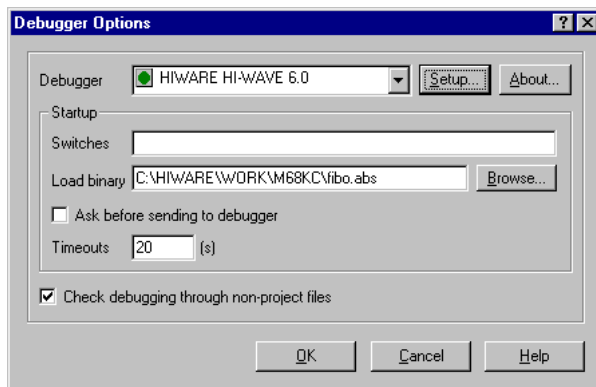 Debugger Options
Debugger HIWARE HI-WAVE 6.0 Setup... About...
Startup
Switches
Load binary C:\HIWARE\WORK\M68KC\fibo.abs Browse...
Ask before sending to debugger
Timeouts 20 (s)
Check debugging through non-project files
OK Cancel Help